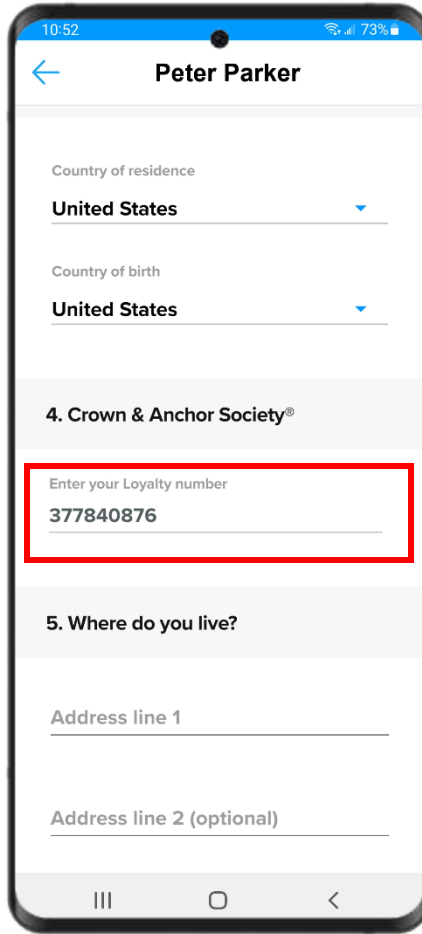 10:52
73%
Peter Parker
Country of residence
United States
Country of birth
United States
4. Crown & Anchor Society®
Enter your Loyalty number
377840876
5. Where do you live?
Address line 1
Address line 2 (optional)